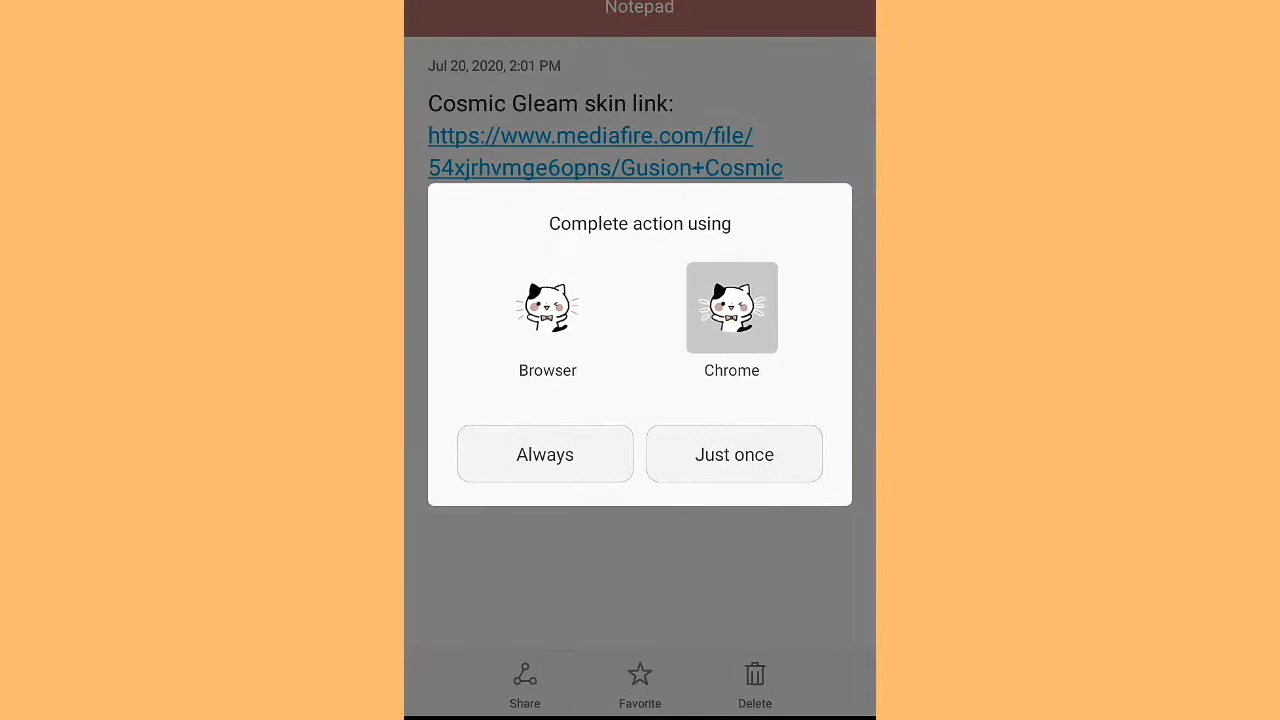 Notepad
Jul 20, 2020, 2:01 PM
Cosmic Gleam skin link:
https://www.mediafire.com/file/
54xjrhvmge6opns/Gusion+Cosmic
Complete action using
Browser
Chrome
Always
Just once
Share
Favorite
Delete